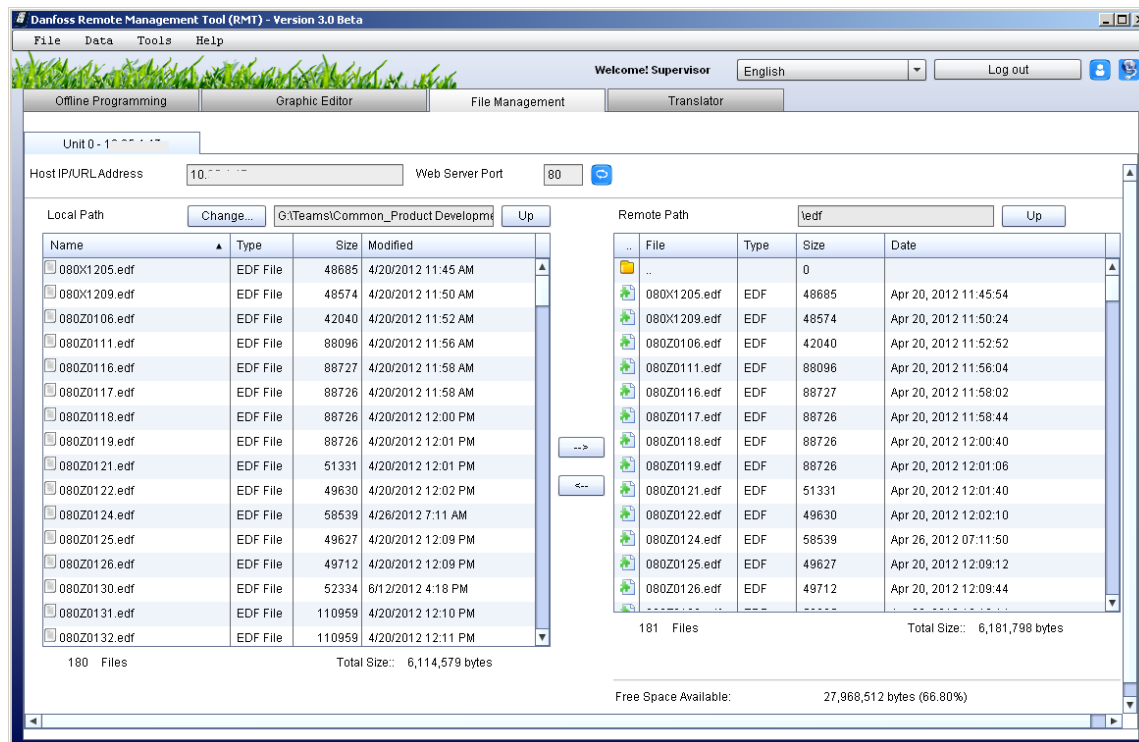 Danfoss Remote Management Tool (RMT) - Version 3.0 Beta
File Data Tools Help
Welcome! Supervisor English Log out
Offline Programming Graphic Editor File Management Translator
Unit 0 -
Host IP/URL Address 10. Web Server Port 80
Local Path Change... G:\Teams\Common_Product Developme Up Remote Path \edf Up
Name Type Size Modified .. File Type Size Date
080X1205.edf EDF File 48685 4/20/2012 11:45 AM .. 0
080X1209.edf EDF File 48574 4/20/2012 11:50 AM 080X1205.edf EDF 48685 Apr 20, 2012 11:45:54
080Z0106.edf EDF File 42040 4/20/2012 11:52 AM 080X1209.edf EDF 48574 Apr 20, 2012 11:50:24
080Z0111.edf EDF File 88096 4/20/2012 11:56 AM 080Z0106.edf EDF 42040 Apr 20, 2012 11:52:52
080Z0116.edf EDF File 88727 4/20/2012 11:58 AM 080Z0111.edf EDF 88096 Apr 20, 2012 11:56:04
080Z0117.edf EDF File 88726 4/20/2012 11:58 AM 080Z0116.edf EDF 88727 Apr 20, 2012 11:58:02
080Z0118.edf EDF File 88726 4/20/2012 12:00 PM 080Z0117.edf EDF 88726 Apr 20, 2012 11:58:44
080Z0119.edf EDF File 88726 4/20/2012 12:01 PM 080Z0118.edf EDF 88726 Apr 20, 2012 12:00:40
-->
080Z0121.edf EDF File 51331 4/20/2012 12:01 PM 080Z0119.edf EDF 88726 Apr 20, 2012 12:01:06
<--
080Z0122.edf EDF File 49630 4/20/2012 12:02 PM 080Z0121.edf EDF 51331 Apr 20, 2012 12:01:40
080Z0124.edf EDF File 58539 4/26/2012 7:11 AM 080Z0122.edf EDF 49630 Apr 20, 2012 12:02:10
080Z0125.edf EDF File 49627 4/20/2012 12:09 PM 080Z0124.edf EDF 58539 Apr 26, 2012 07:11:50
080Z0126.edf EDF File 49712 4/20/2012 12:09 PM 080Z0125.edf EDF 49627 Apr 20, 2012 12:09:12
080Z0130.edf EDF File 52334 6/12/2012 4:18 PM 080Z0126.edf EDF 49712 Apr 20, 2012 12:09:44
080Z0131.edf EDF File 110959 4/20/2012 12:10 PM
080Z0132.edf EDF File 110959 4/20/2012 12:11 PM 181 Files Total Size:: 6,181,798 bytes
180 Files Total Size:: 6,114,579 bytes
Free Space Available: 27,968,512 bytes (66.80%)